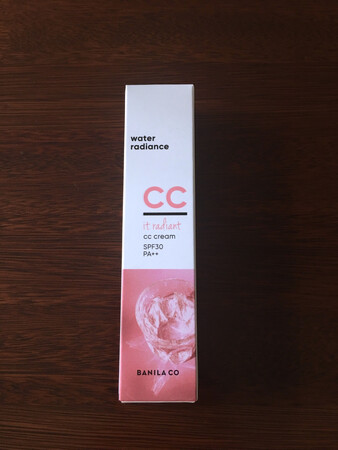 water
radiance
CC
it radiant
cc cream
SPF30
PA++
BANILA CO